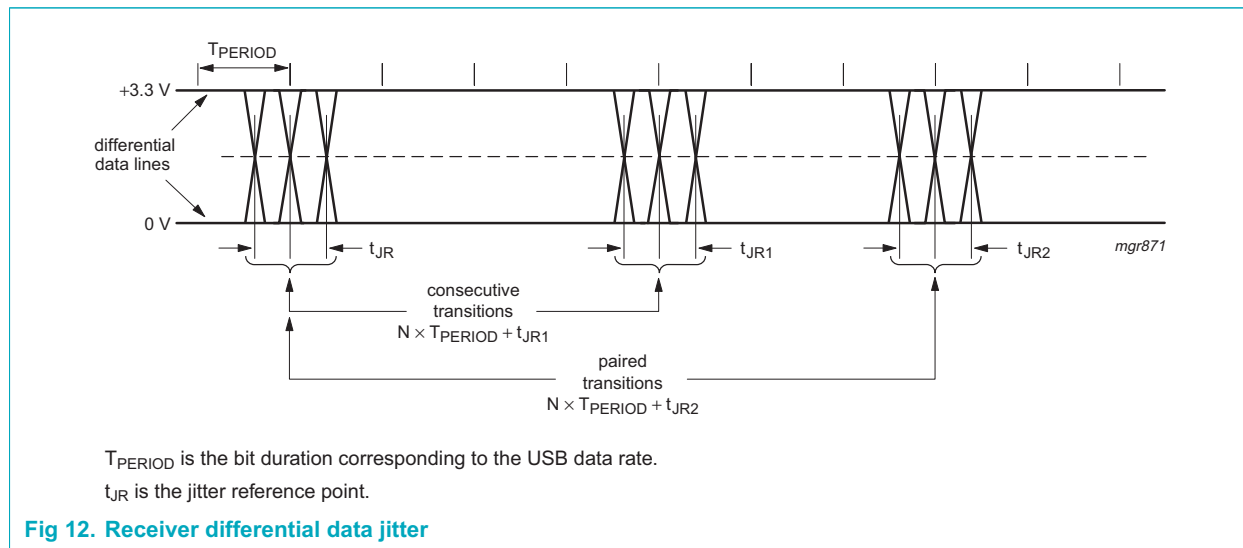 TPERIOD
+3.3 V
differential
data lines
0 V
tJR
tJR1
tJR2
mgr871
consecutive
transitions
N × TPERIOD + tJR1
paired
transitions
N × TPERIOD + tJR2
TPERIOD is the bit duration corresponding to the USB data rate.
tJR is the jitter reference point.
Fig 12. Receiver differential data jitter